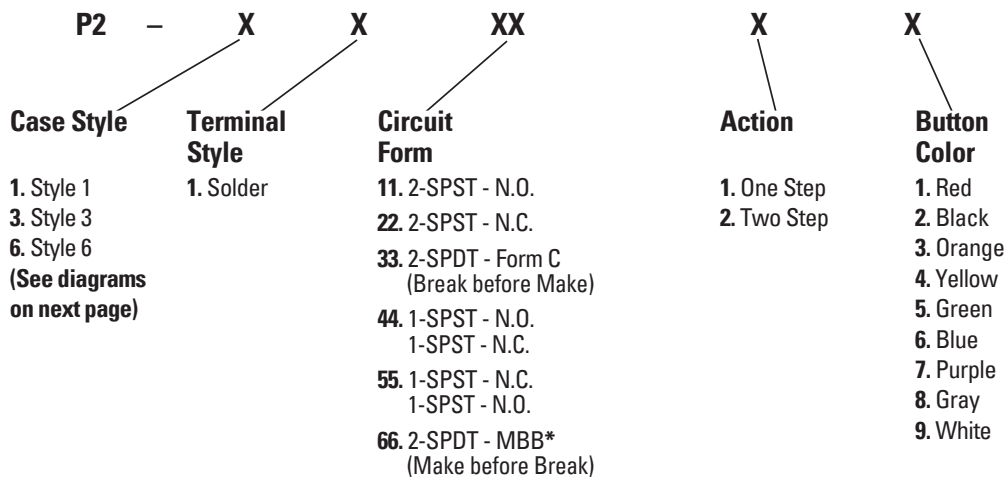 P2 – X X XX X X
Case Style
1. Style 1
3. Style 3
6. Style 6
(See diagrams
on next page)
Terminal
Style
1. Solder
Circuit
Form
11. 2-SPST - N.O.
22. 2-SPST - N.C.
33. 2-SPDT - Form C
(Break before Make)
44. 1-SPST - N.O.
1-SPST - N.C.
55. 1-SPST - N.C.
1-SPST - N.O.
66. 2-SPDT - MBB*
(Make before Break)
Action
1. One Step
2. Two Step
Button
Color
1. Red
2. Black
3. Orange
4. Yellow
5. Green
6. Blue
7. Purple
8. Gray
9. White